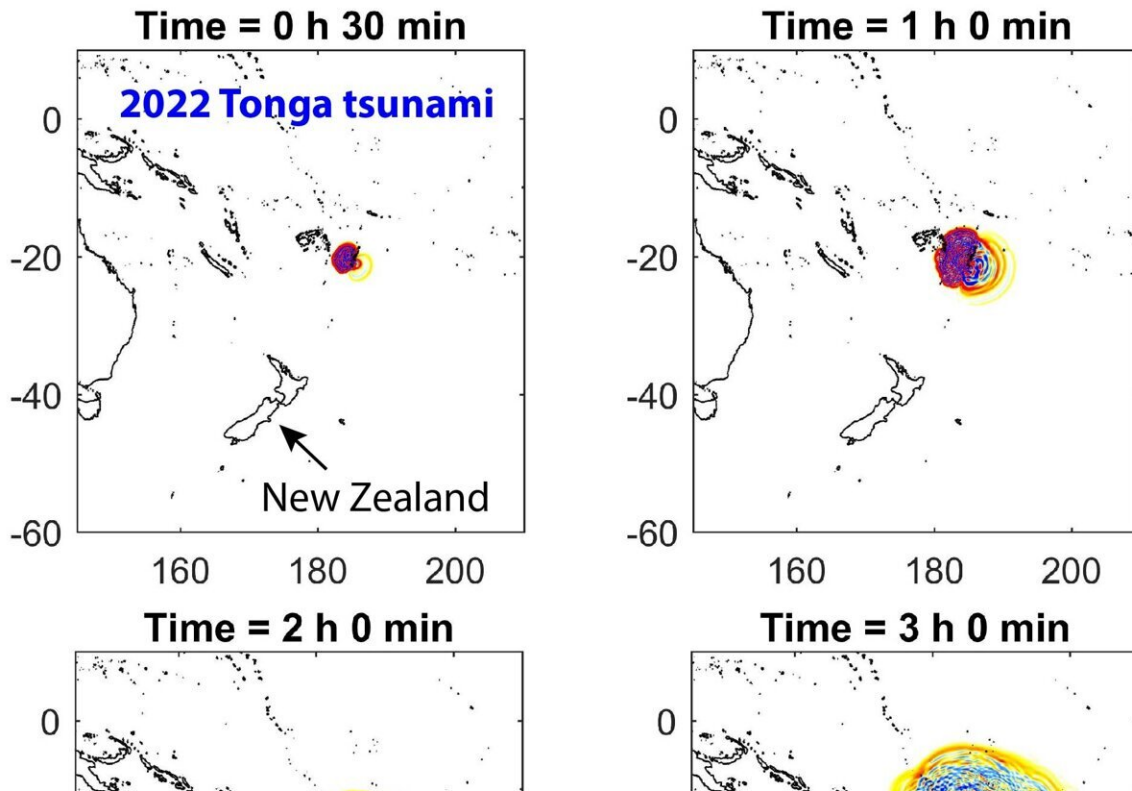 Time = 0 h 30 min
2022 Tonga tsunami
0
-20
-40
-60
New Zealand
160 180 200
Time = 1 h 0 min
0
-20
-40
-60
160 180 200
Time = 2 h 0 min
0
Time = 3 h 0 min
0